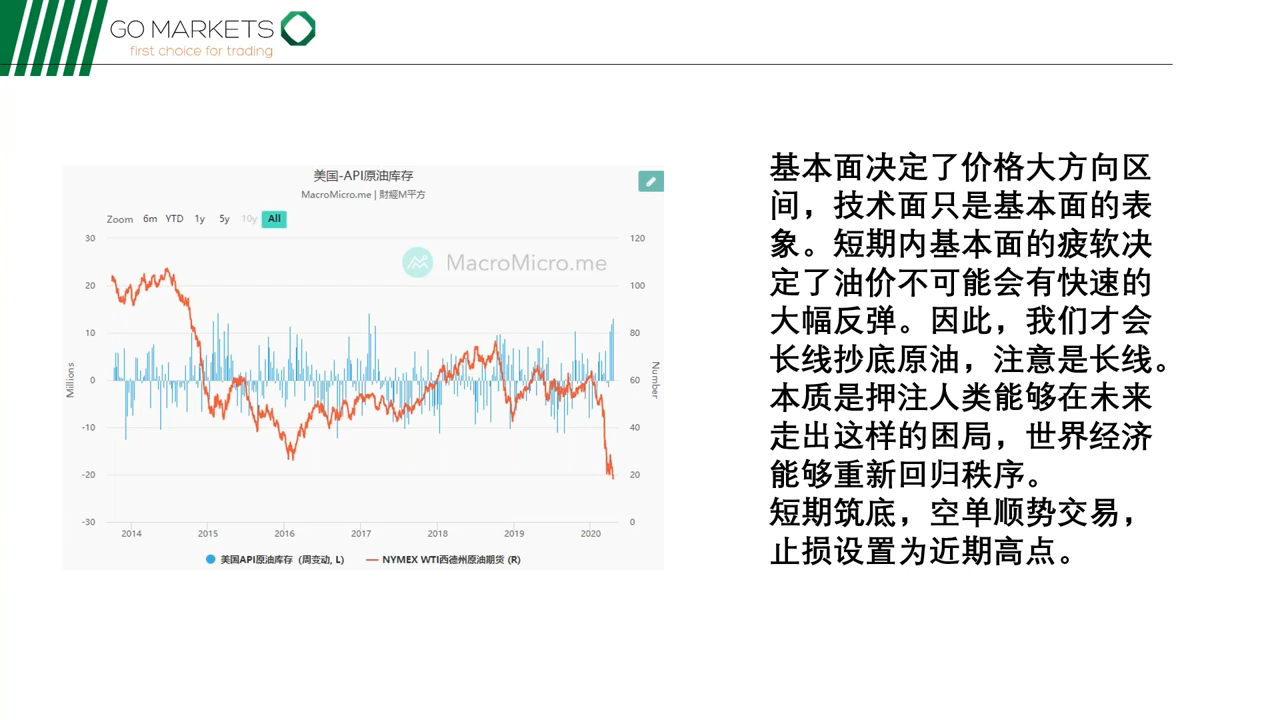 GO MARKETS
first choice for trading
美国-API原油库存
MacroMicro.me | 財經M平方
Zoom 6m YTD 1y 5y 10y All
MacroMicro.me
30
20
10
0
-10
-20
-30
Millions
120
100
80
60
40
20
0
Number
2014 2015 2016 2017 2018 2019 2020
美国API原油库存（周变动, L） NYMEX WTI西德州原油期货 (R)
基本面决定了价格大方向区
间，技术面只是基本面的表
象。短期内基本面的疲软决
定了油价不可能会有快速的
大幅反弹。因此，我们才会
长线抄底原油，注意是长线。
本质是押注人类能够在未来
走出这样的困局，世界经济
能够重新回归秩序。
短期筑底，空单顺势交易，
止损设置为近期高点。